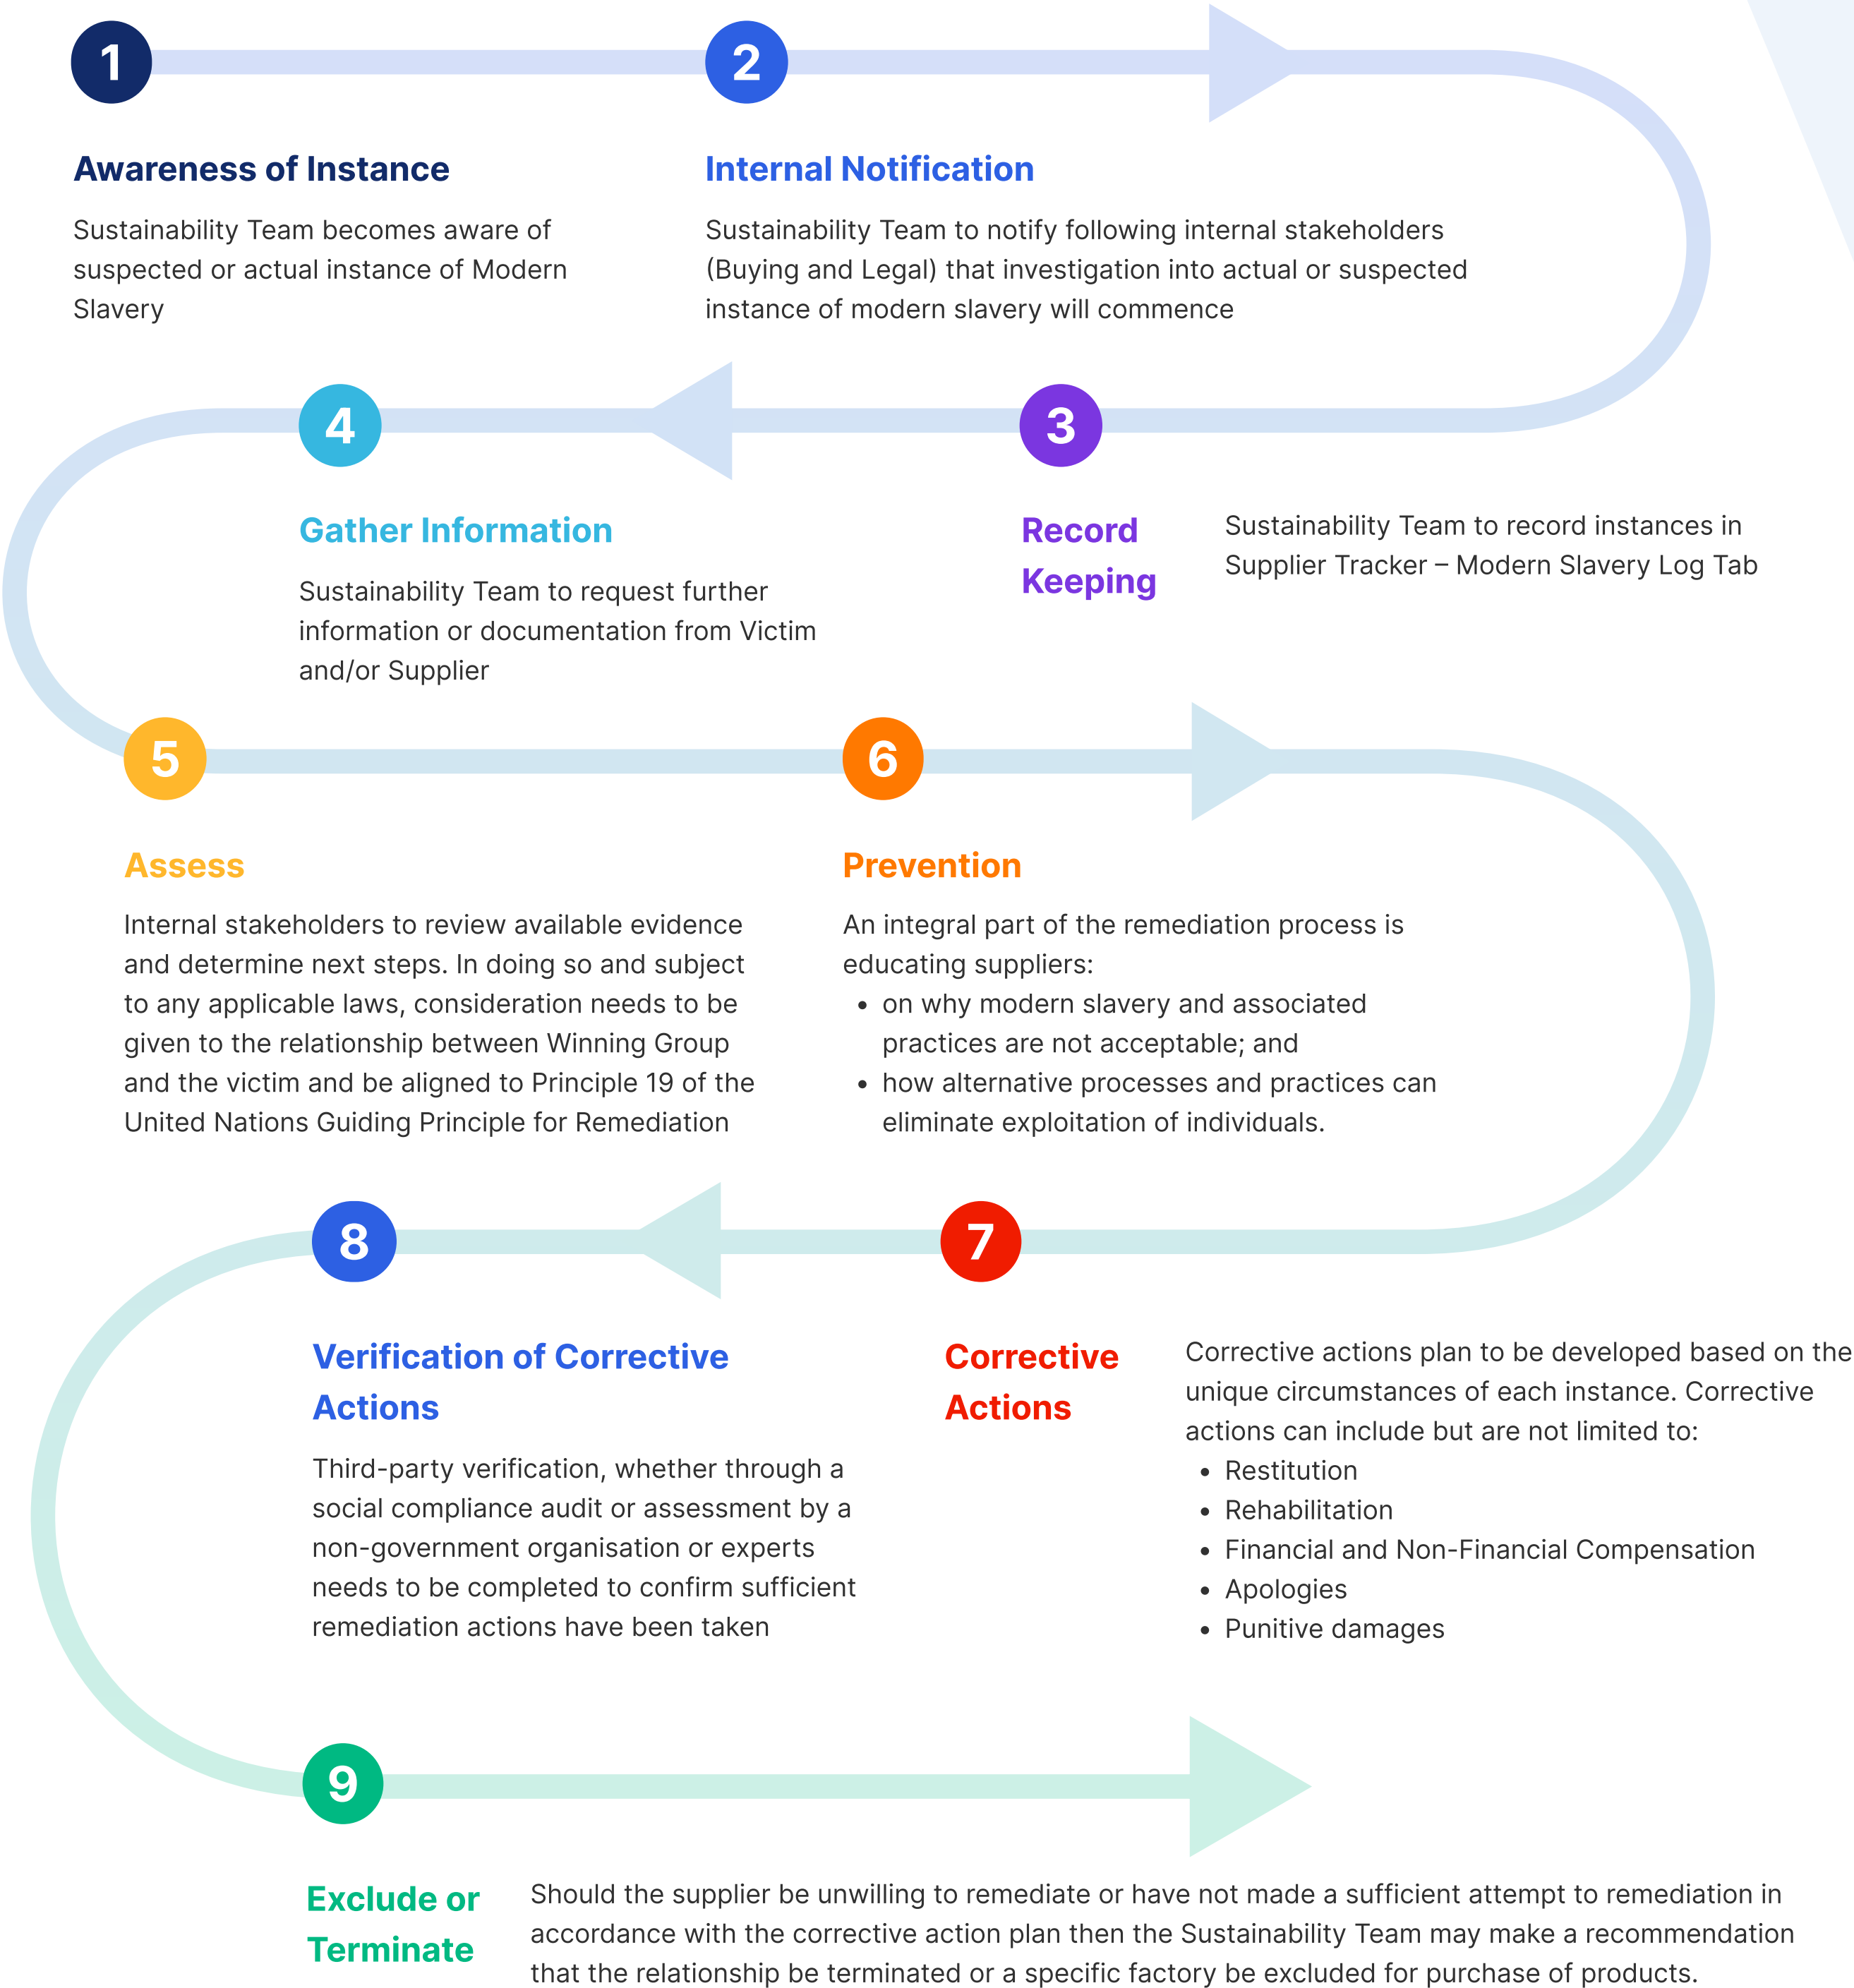 1
Awareness of Instance
Sustainability Team becomes aware of
suspected or actual instance of Modern
Slavery
2
Internal Notification
Sustainability Team to notify following internal stakeholders
(Buying and Legal) that investigation into actual or suspected
instance of modern slavery will commence
3
Record
Keeping
Sustainability Team to record instances in
Supplier Tracker – Modern Slavery Log Tab
4
Gather Information
Sustainability Team to request further
information or documentation from Victim
and/or Supplier
5
Assess
Internal stakeholders to review available evidence
and determine next steps. In doing so and subject
to any applicable laws, consideration needs to be
given to the relationship between Winning Group
and the victim and be aligned to Principle 19 of the
United Nations Guiding Principle for Remediation
6
Prevention
An integral part of the remediation process is
educating suppliers:
• on why modern slavery and associated
practices are not acceptable; and
• how alternative processes and practices can
eliminate exploitation of individuals.
7
Corrective
Actions
Corrective actions plan to be developed based on the
unique circumstances of each instance. Corrective
actions can include but are not limited to:
• Restitution
• Rehabilitation
• Financial and Non-Financial Compensation
• Apologies
• Punitive damages
8
Verification of Corrective
Actions
Third-party verification, whether through a
social compliance audit or assessment by a
non-government organisation or experts
needs to be completed to confirm sufficient
remediation actions have been taken
9
Exclude or
Terminate
Should the supplier be unwilling to remediate or have not made a sufficient attempt to remediation in
accordance with the corrective action plan then the Sustainability Team may make a recommendation
that the relationship be terminated or a specific factory be excluded for purchase of products.